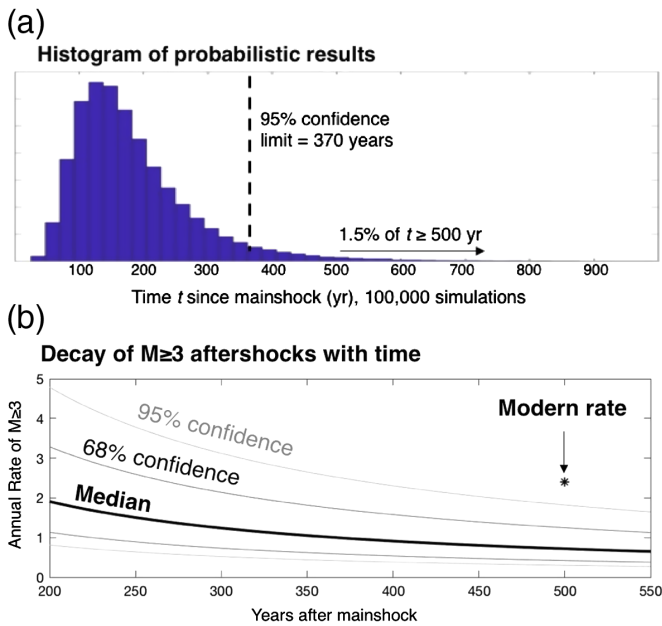 (a)
Histogram of probabilistic results
95% confidence
limit = 370 years
1.5% of t ≥ 500 yr
100 200 300 400 500 600 700 800 900
Time t since mainshock (yr), 100,000 simulations
(b)
Decay of M≥3 aftershocks with time
Annual Rate of M≥3
5
4
3
2
1
0
95% confidence
68% confidence
Median
Modern rate
*
200 250 300 350 400 450 500 550
Years after mainshock